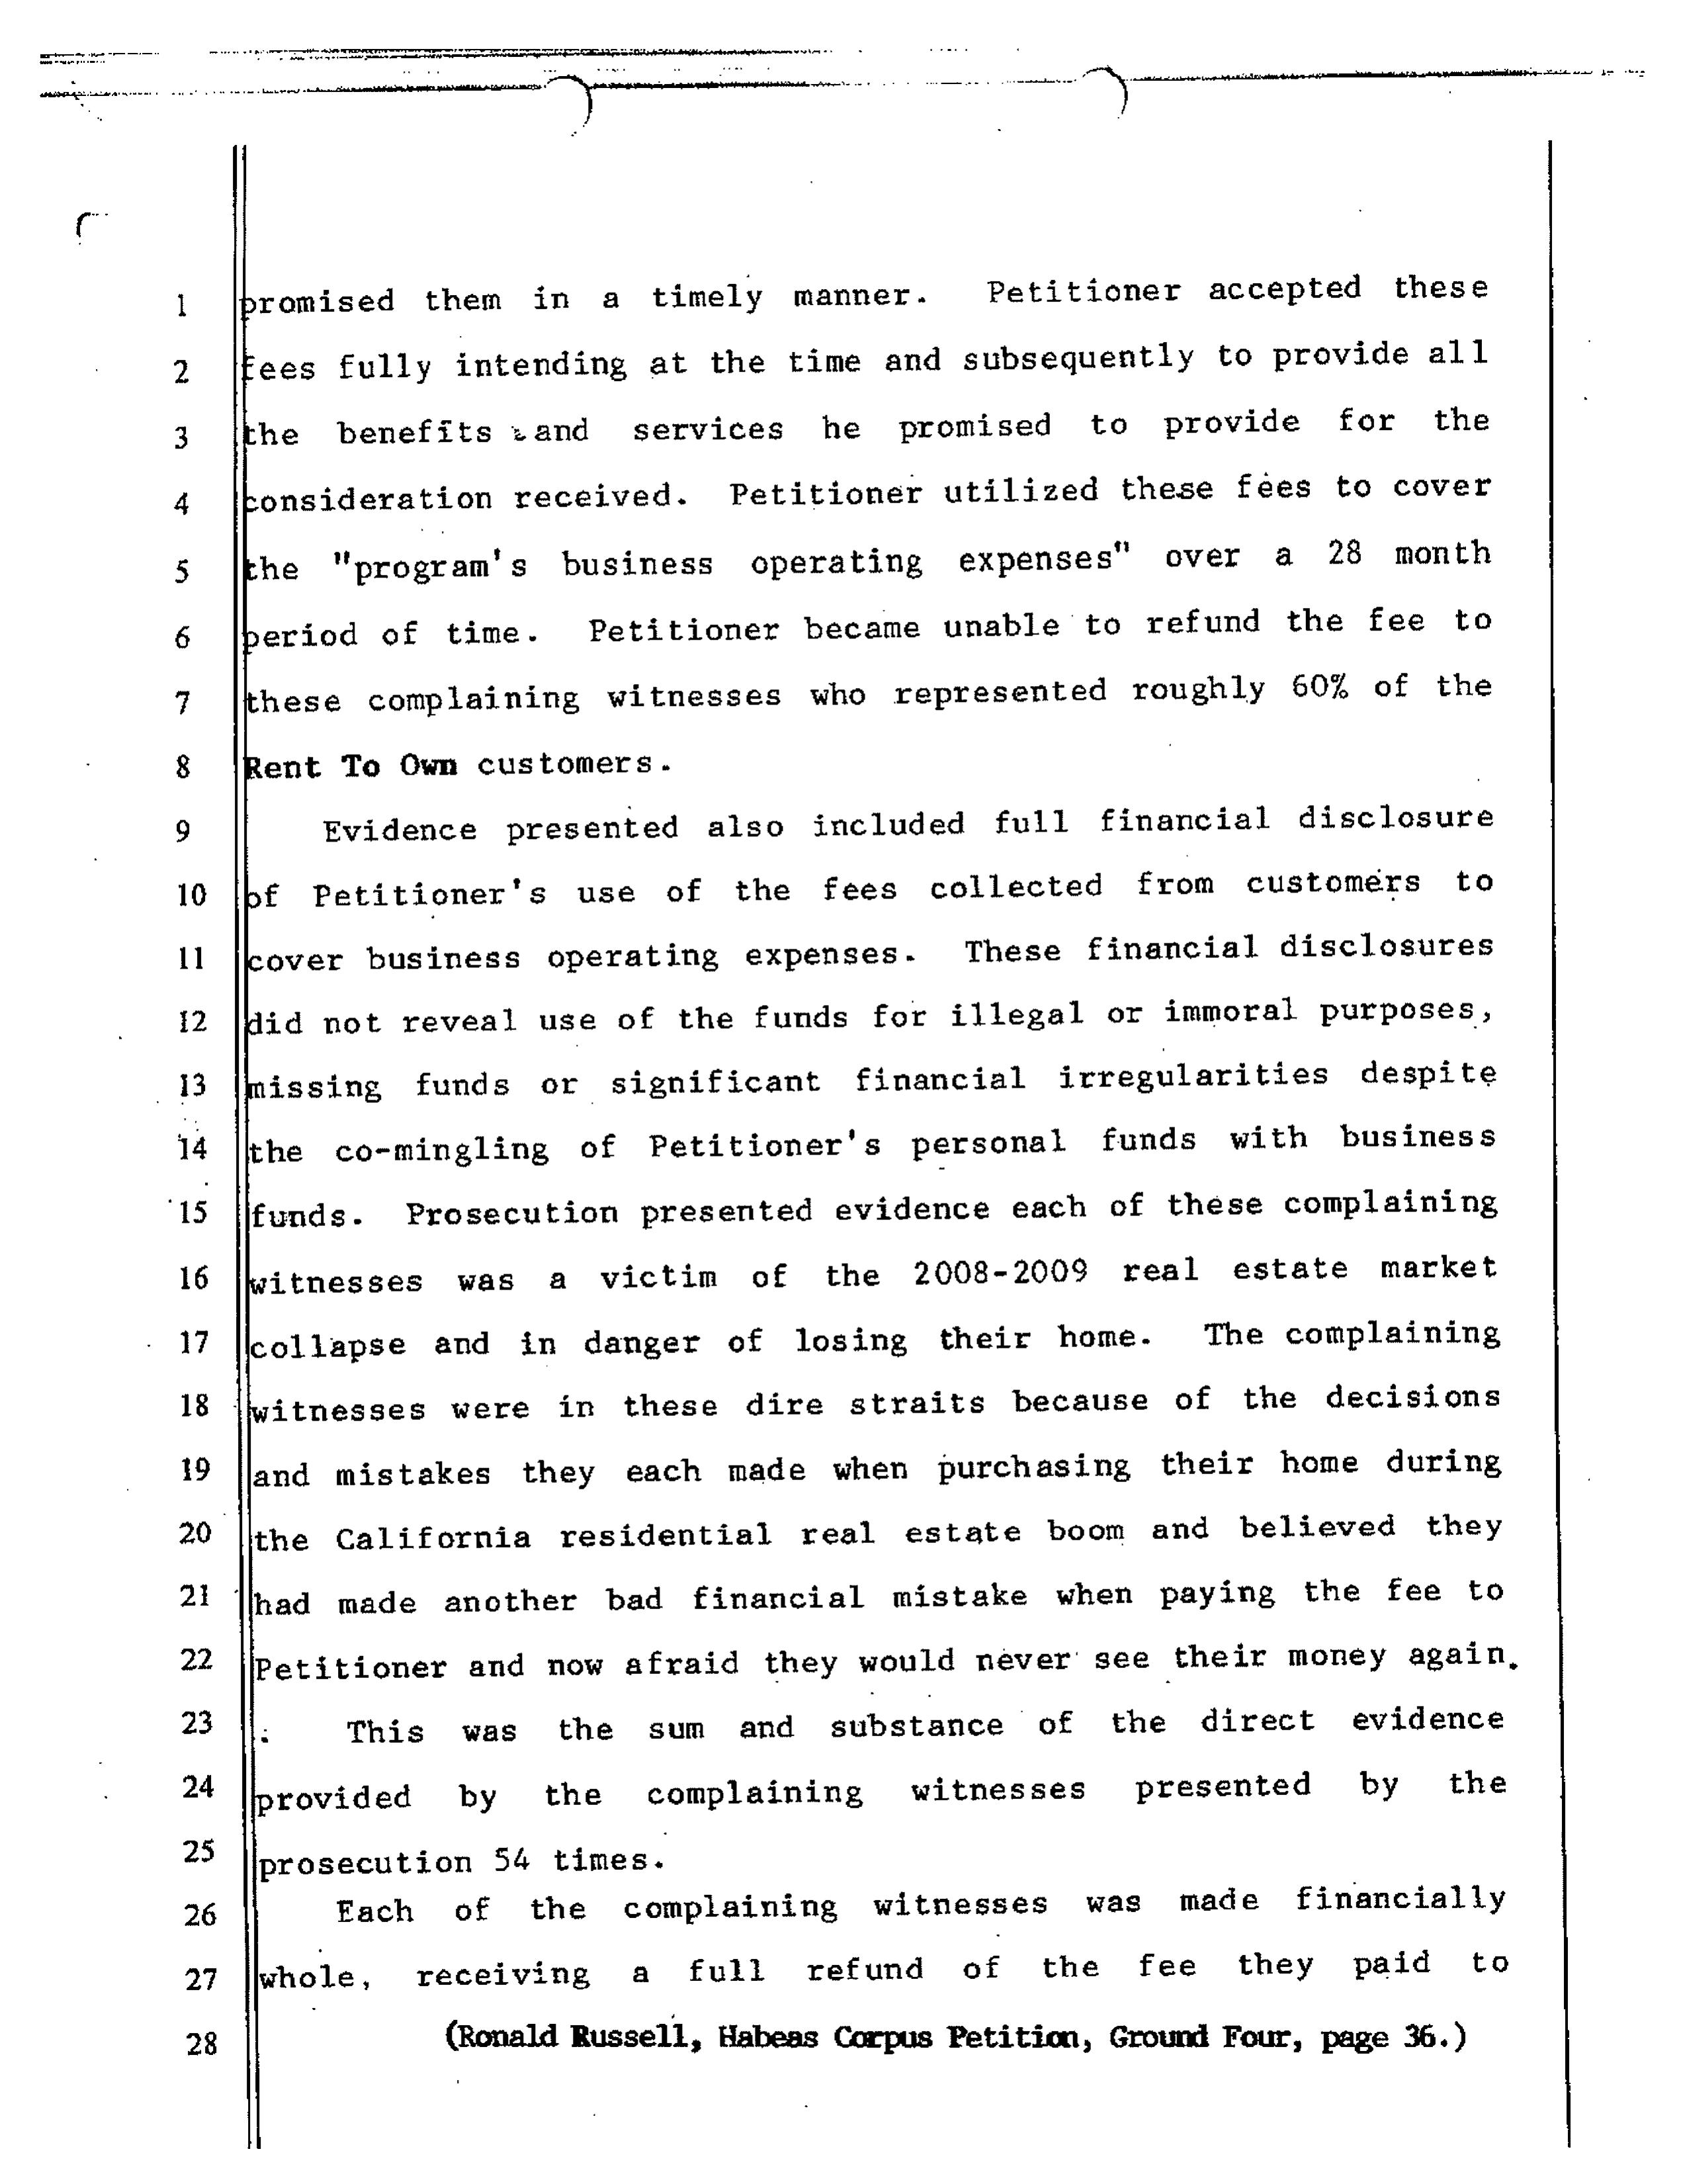 1 promised them in a timely manner. Petitioner accepted these
2 fees fully intending at the time and subsequently to provide all
3 the benefits and services he promised to provide for the
4 consideration received. Petitioner utilized these fees to cover
5 the "program's business operating expenses" over a 28 month
6 period of time. Petitioner became unable to refund the fee to
7 these complaining witnesses who represented roughly 60% of the
8 Rent To Own customers.
9 Evidence presented also included full financial disclosure
10 of Petitioner's use of the fees collected from customers to
11 cover business operating expenses. These financial disclosures
12 did not reveal use of the funds for illegal or immoral purposes,
13 missing funds or significant financial irregularities despite
14 the co-mingling of Petitioner's personal funds with business
15 funds. Prosecution presented evidence each of these complaining
16 witnesses was a victim of the 2008-2009 real estate market
17 collapse and in danger of losing their home. The complaining
18 witnesses were in these dire straits because of the decisions
19 and mistakes they each made when purchasing their home during
20 the California residential real estate boom and believed they
21 had made another bad financial mistake when paying the fee to
22 Petitioner and now afraid they would never see their money again.
23 This was the sum and substance of the direct evidence
24 provided by the complaining witnesses presented by the
25 prosecution 54 times.
26 Each of the complaining witnesses was made financially
27 whole, receiving a full refund of the fee they paid to
28 (Ronald Russell, Habeas Corpus Petition, Ground Four, page 36.)